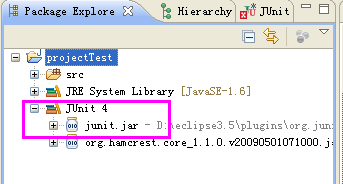 Package Explore Hierarchy JUnit
projectTest
src
JRE System Library [JavaSE-1.6]
JUnit 4
junit.jar - D:\eclipse3.5\plugins\org.juni
org.hamcrest.core_1.1.0.v20090501071000.j